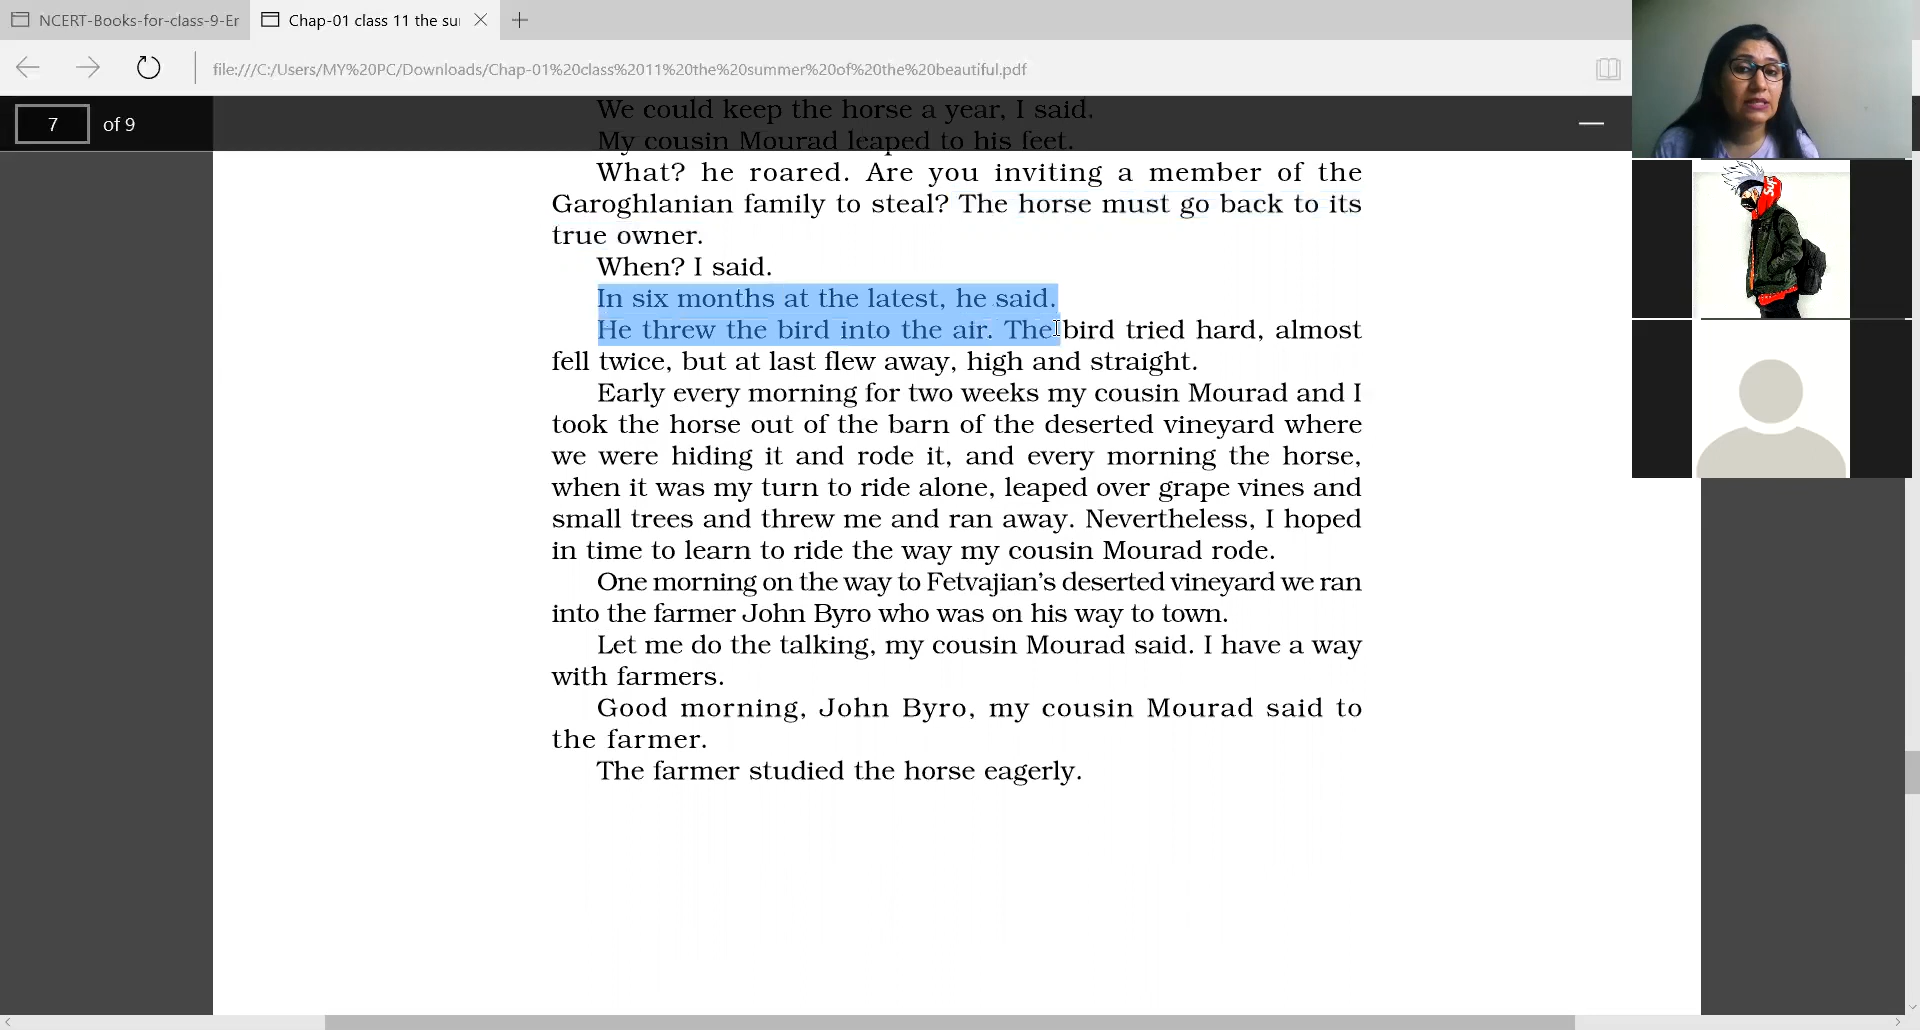 NCERT-Books-for-class-9-Er
Chap-01 class 11 the su
file:///C:/Users/MY%20PC/Downloads/Chap-01%20class%2011%20the%20summer%20of%20the%20beautiful.pdf
7 of 9
We could keep the horse a year, I said.
My cousin Mourad leaped to his feet.
What? he roared. Are you inviting a member of the
Garoghlanian family to steal? The horse must go back to its
true owner.
When? I said.
In six months at the latest, he said.
He threw the bird into the air. The bird tried hard, almost
fell twice, but at last flew away, high and straight.
Early every morning for two weeks my cousin Mourad and I
took the horse out of the barn of the deserted vineyard where
we were hiding it and rode it, and every morning the horse,
when it was my turn to ride alone, leaped over grape vines and
small trees and threw me and ran away. Nevertheless, I hoped
in time to learn to ride the way my cousin Mourad rode.
One morning on the way to Fetvajian’s deserted vineyard we ran
into the farmer John Byro who was on his way to town.
Let me do the talking, my cousin Mourad said. I have a way
with farmers.
Good morning, John Byro, my cousin Mourad said to
the farmer.
The farmer studied the horse eagerly.